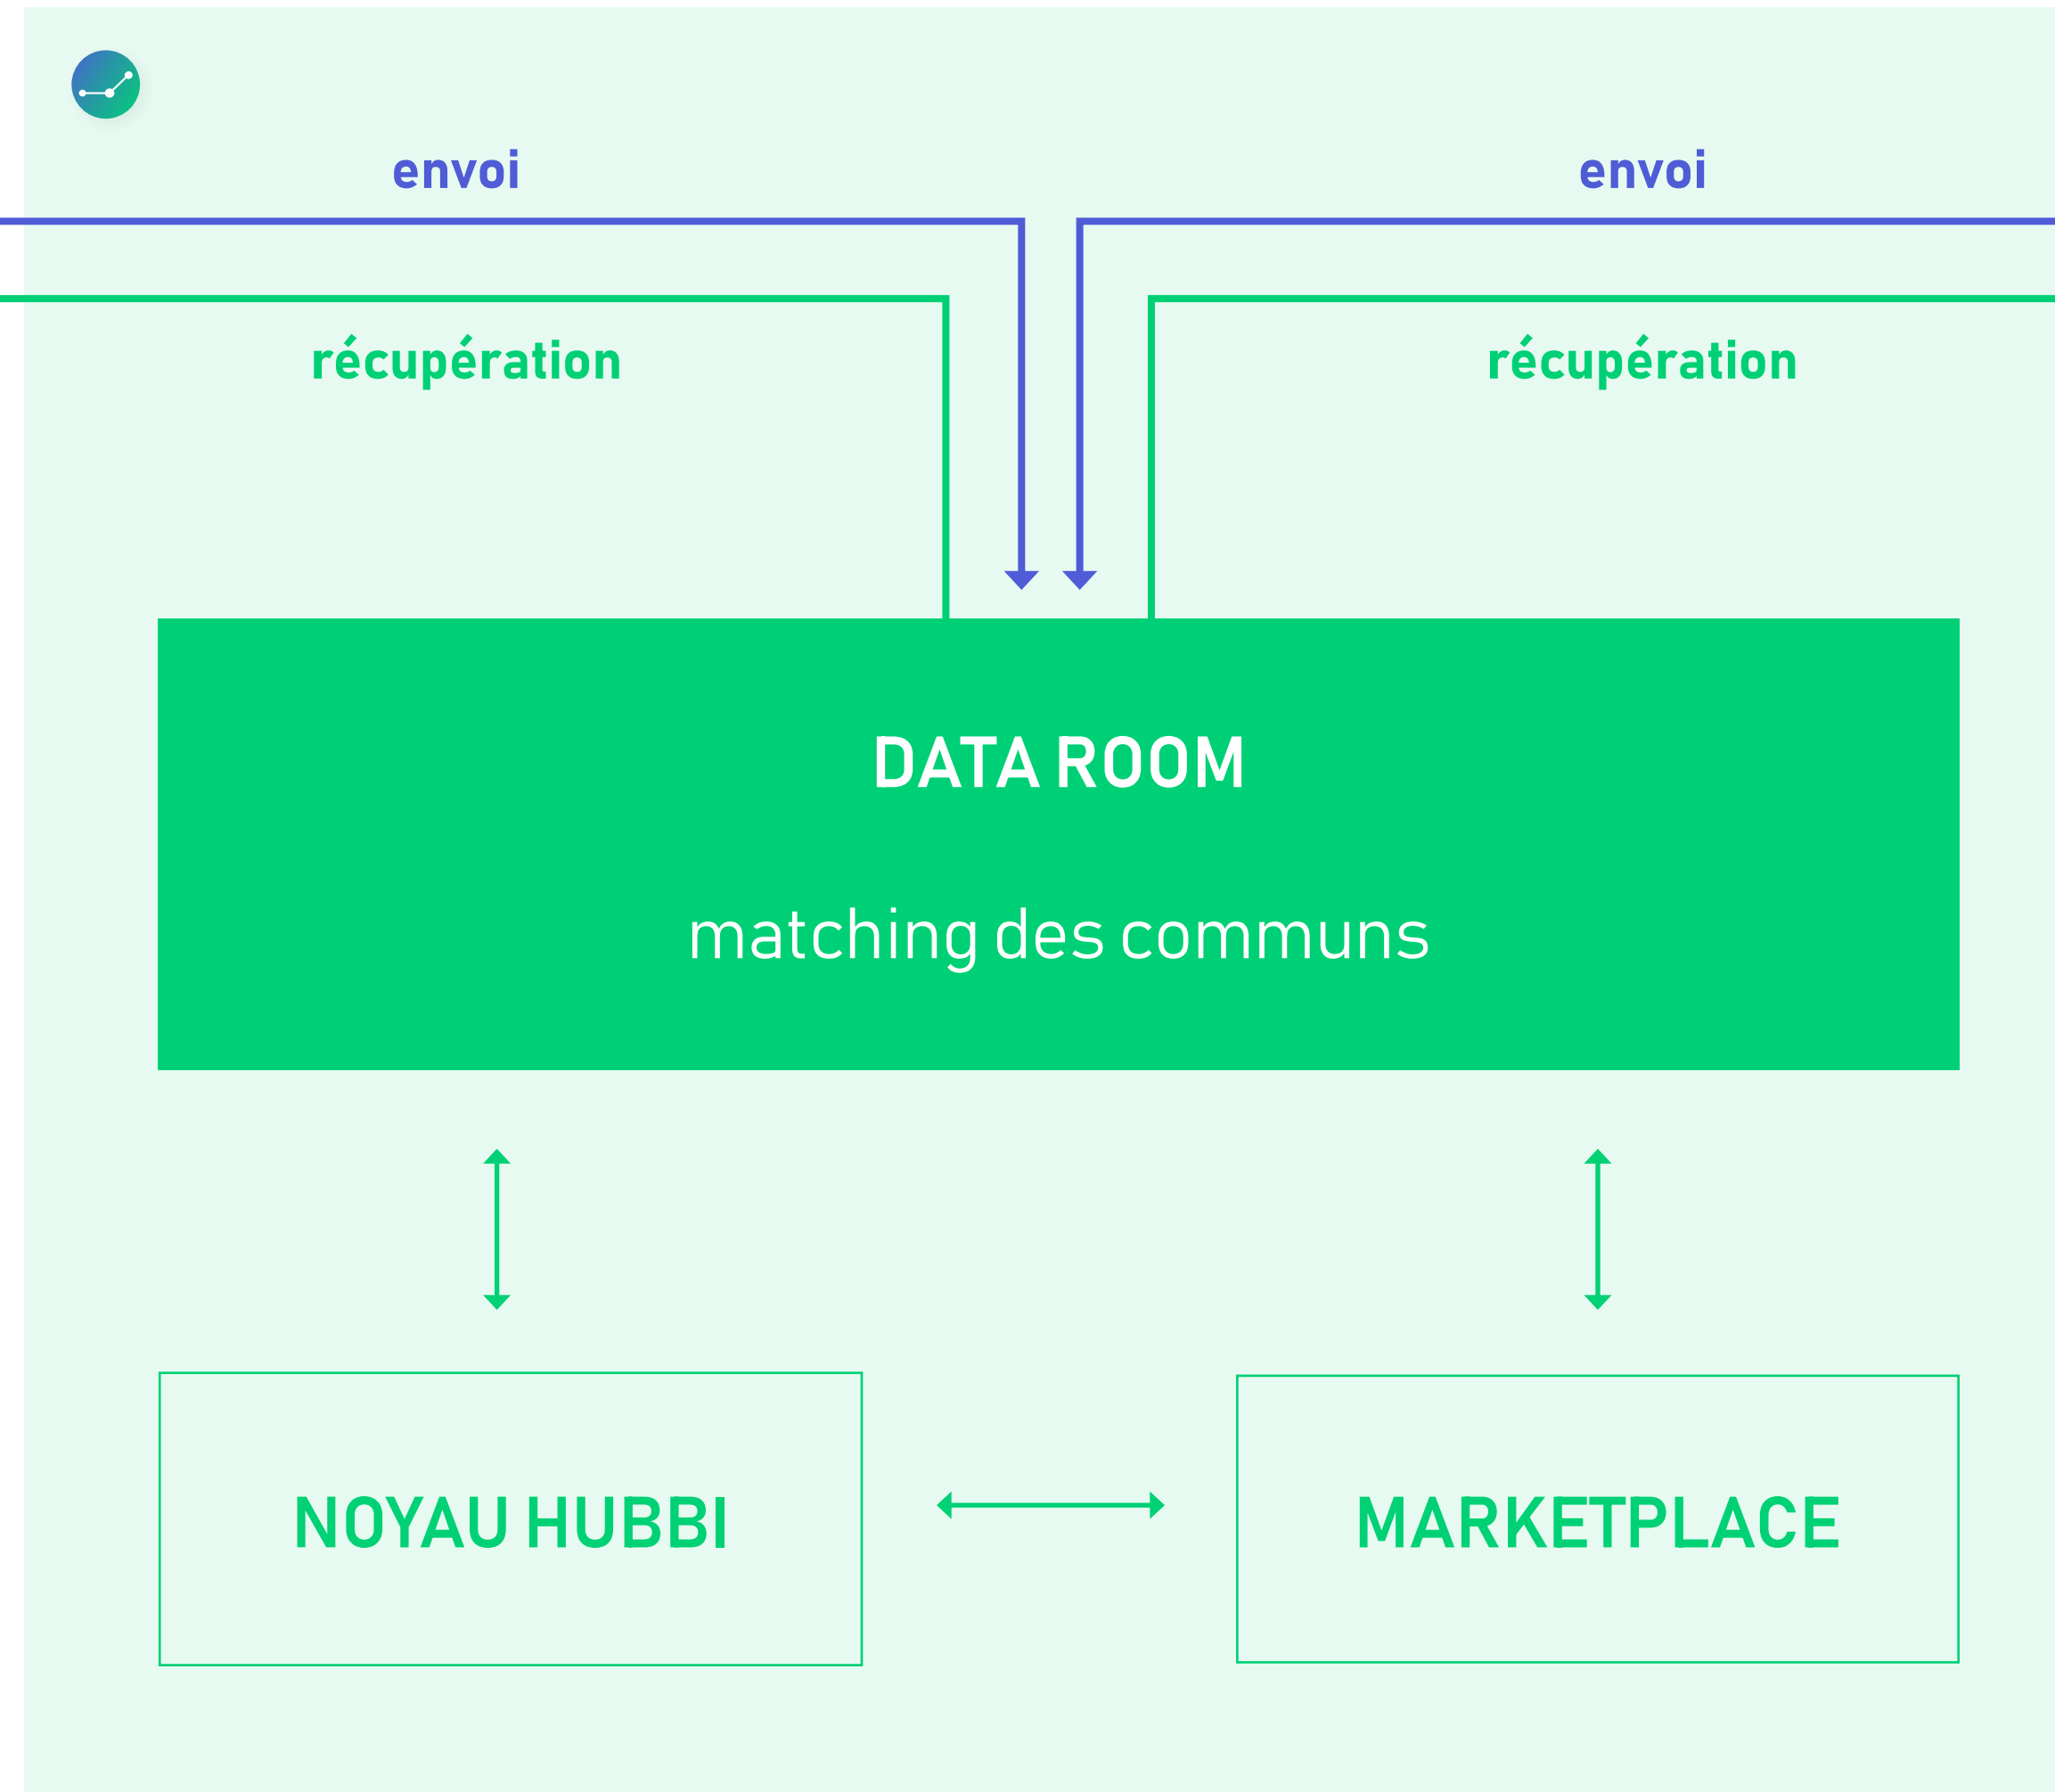 envoi
envoi
récupération
récupération
DATA ROOM
matching des communs
NOYAU HUBBI
MARKETPLACE